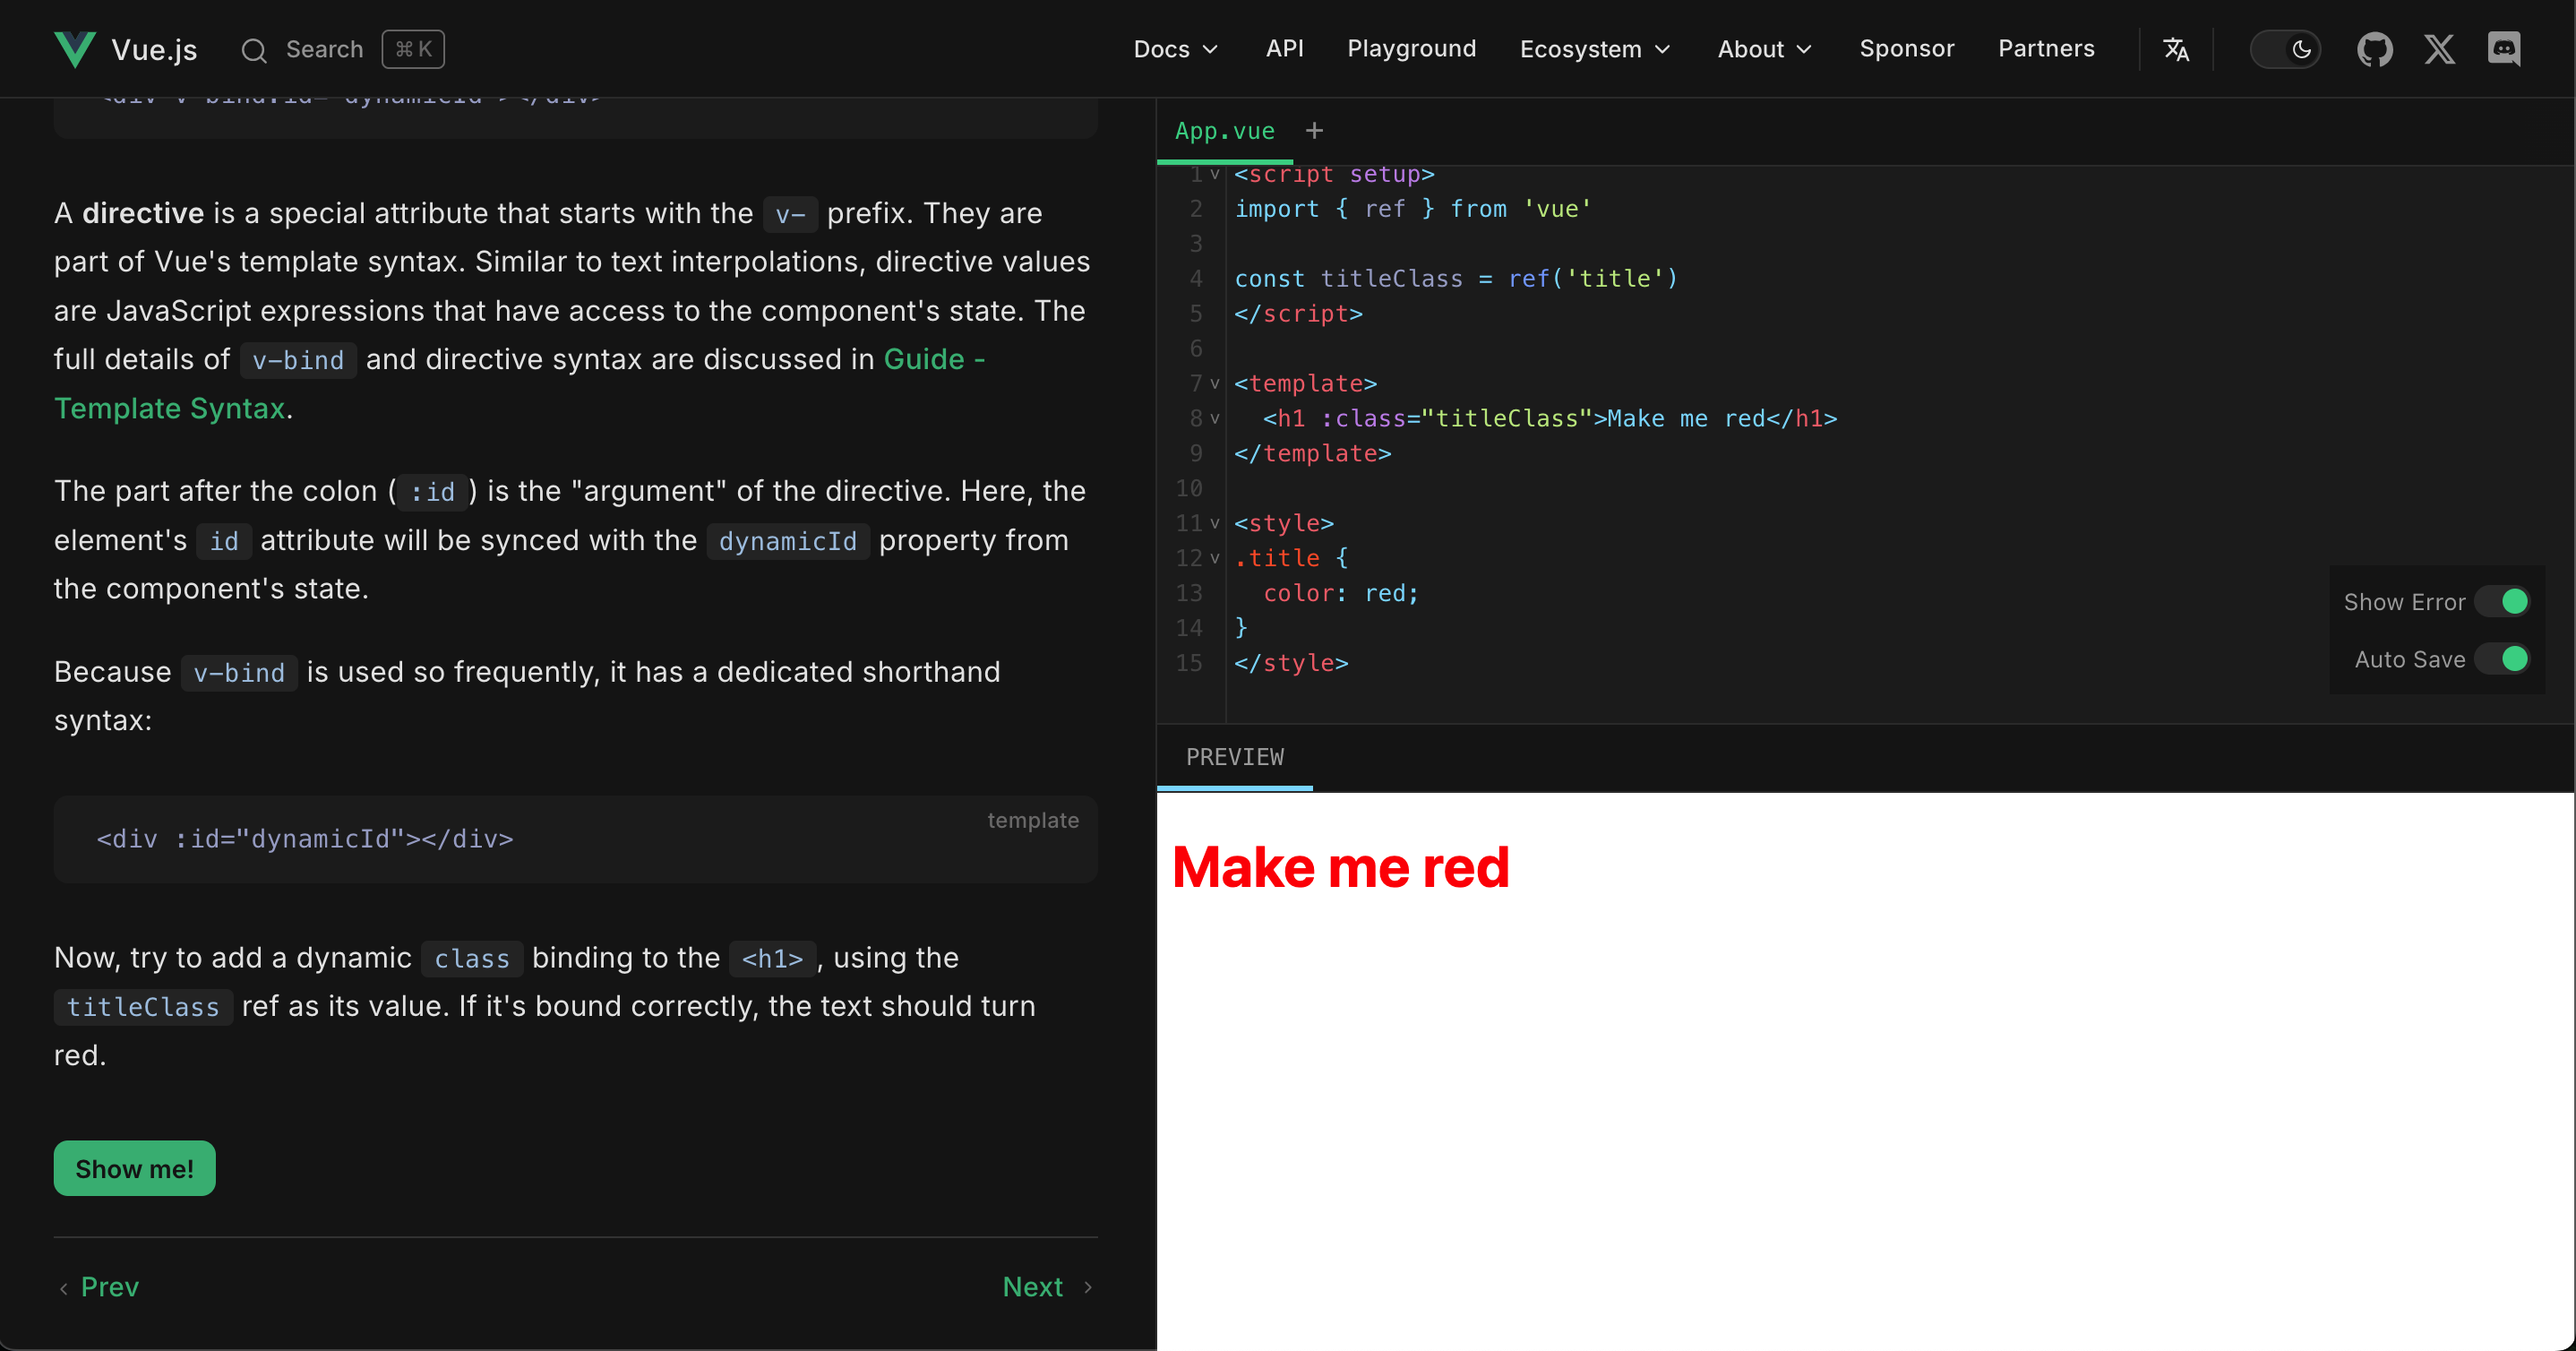 Vue.js
Search ⌘ K
Docs
API
Playground
Ecosystem
About
Sponsor
Partners
<div v-bind:id="dynamicId"></div>
A directive is a special attribute that starts with the v- prefix. They are
part of Vue's template syntax. Similar to text interpolations, directive values
are JavaScript expressions that have access to the component's state. The
full details of v-bind and directive syntax are discussed in Guide -
Template Syntax.
The part after the colon ( :id ) is the "argument" of the directive. Here, the
element's id attribute will be synced with the dynamicId property from
the component's state.
Because v-bind is used so frequently, it has a dedicated shorthand
syntax:
template
<div :id="dynamicId"></div>
Now, try to add a dynamic class binding to the <h1>, using the
titleClass ref as its value. If it's bound correctly, the text should turn
red.
Show me!
‹ Prev
Next ›
App.vue +
1 <script setup>
2 import { ref } from 'vue'
3
4 const titleClass = ref('title')
5 </script>
6
7 <template>
8   <h1 :class="titleClass">Make me red</h1>
9 </template>
10
11 <style>
12 .title {
13   color: red;
14 }
15 </style>
Show Error
Auto Save
PREVIEW
Make me red